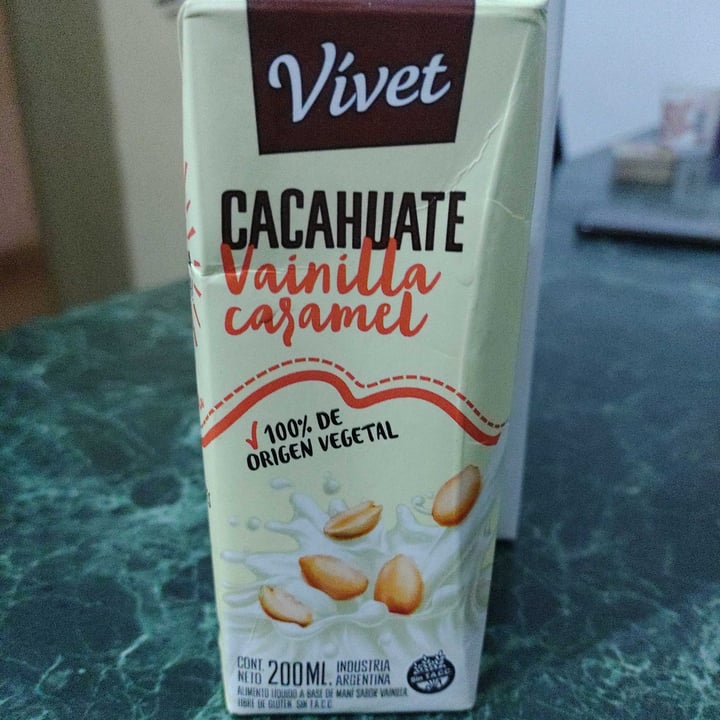 Vívet
CACAHUATE
Vainilla
caramel
✓ 100% DE
ORIGEN VEGETAL
CONT. NETO 200ML. INDUSTRIA ARGENTINA
SIN T.A.C.C.
ALIMENTO LÍQUIDO A BASE DE MANÍ SABOR VAINILLA.
LIBRE DE GLUTEN. SIN T.A.C.C.